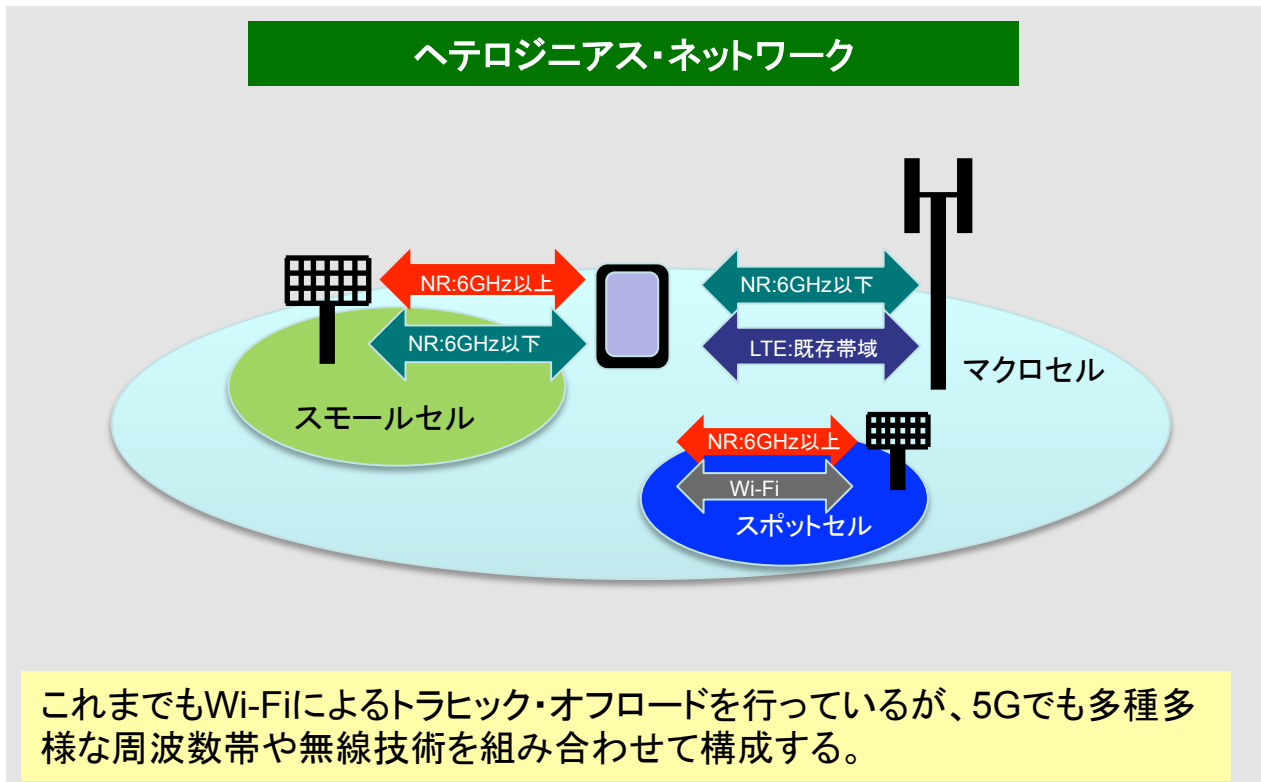 ヘテロジニアス・ネットワーク
NR:6GHz以上
NR:6GHz以下
NR:6GHz以下
LTE:既存帯域
マクロセル
スモールセル
NR:6GHz以上
Wi-Fi
スポットセル
これまでもWi-Fiによるトラヒック・オフロードを行っているが、5Gでも多種多
様な周波数帯や無線技術を組み合わせて構成する。